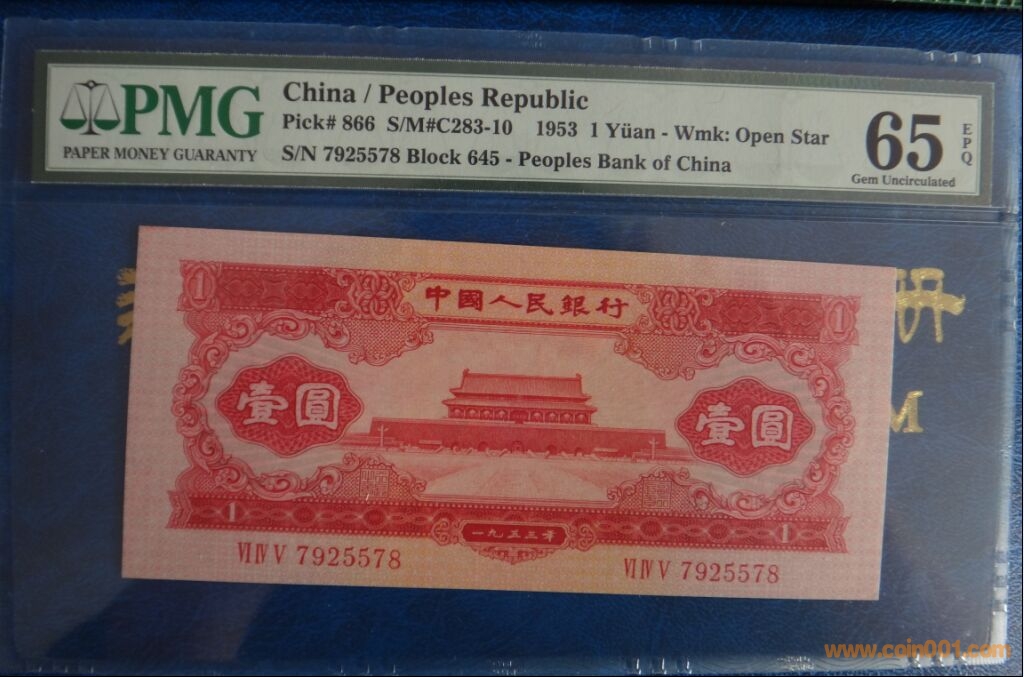 PMG
PAPER MONEY GUARANTY
China / Peoples Republic
Pick# 866 S/M#C283-10 1953 1 Yüan - Wmk: Open Star
S/N 7925578 Block 645 - Peoples Bank of China
65
EPQ
Gem Uncirculated
1
中國人民銀行
1
壹圓
壹圓
1
一九五三年
1
VI IV V 7925578
VI IV V 7925578
M
www.coin001.com